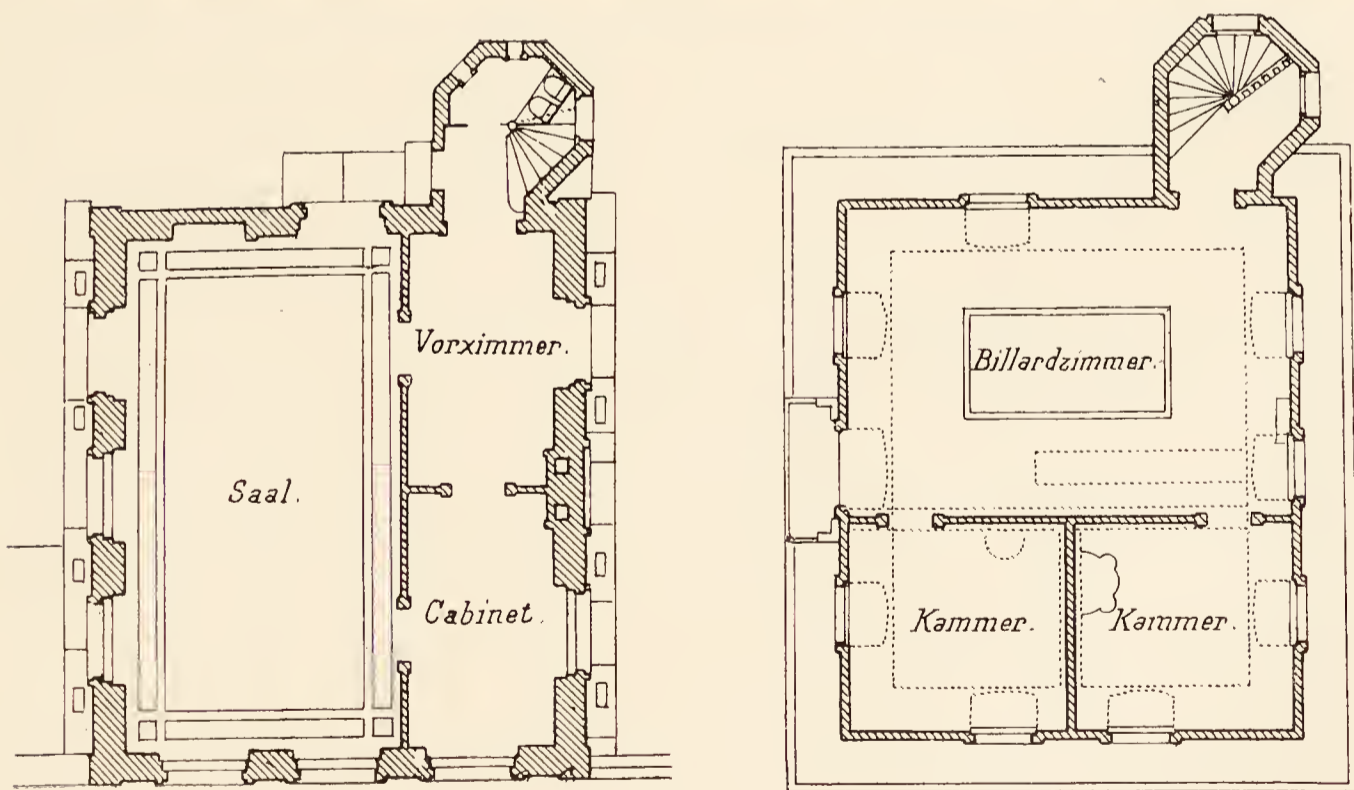 Vorximmer.
Saal.
Cabinet.
Billardzimmer.
Kammer.
Kammer.